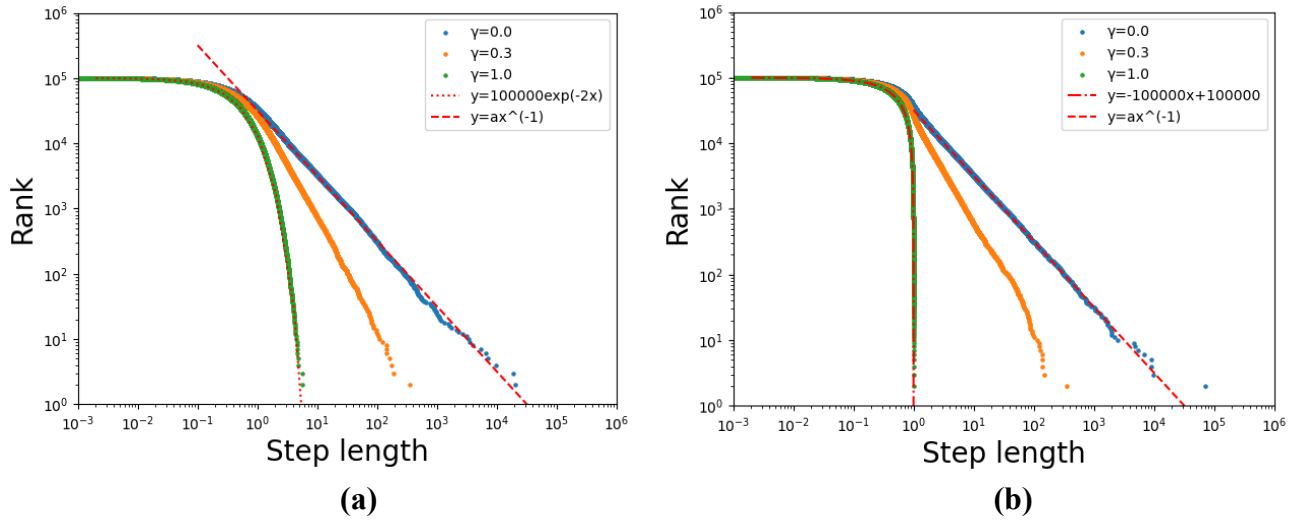 10^6
10^5
10^4
10^3
10^2
10^1
10^0
Rank
γ=0.0
γ=0.3
γ=1.0
y=100000exp(-2x)
y=ax^(-1)
10^−3 10^−2 10^−1 10^0 10^1 10^2 10^3 10^4 10^5 10^6
Step length
(a)
10^6
10^5
10^4
10^3
10^2
10^1
10^0
Rank
γ=0.0
γ=0.3
γ=1.0
y=-100000x+100000
y=ax^(-1)
10^−3 10^−2 10^−1 10^0 10^1 10^2 10^3 10^4 10^5 10^6
Step length
(b)